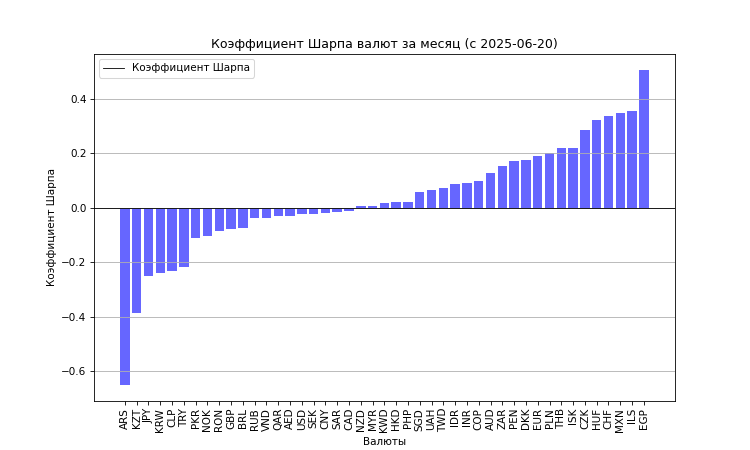 Коэффициент Шарпа валют за месяц (с 2025-06-20)
Коэффициент Шарпа
Коэффициент Шарпа
0.4
0.2
0.0
−0.2
−0.4
−0.6
ARS KZT JPY KRW CLP TRY PKR NOK RON GBP BRL RUB VND QAR AED USD SEK CNY SAR CAD NZD MYR KWD HKD PHP SGD UAH TWD IDR INR COP AUD ZAR PEN DKK EUR PLN THB ISK CZK HUF CHF MXN ILS EGP
Валюты